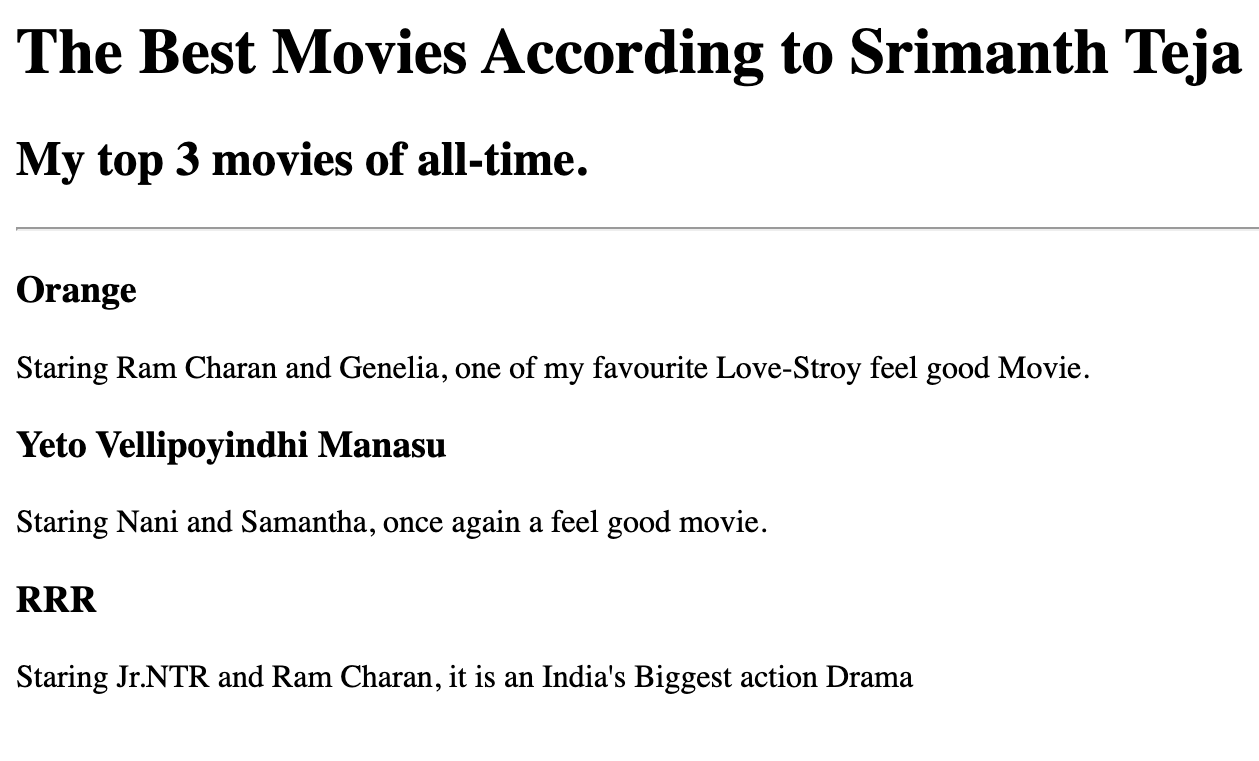 The Best Movies According to Srimanth Teja
My top 3 movies of all-time.
Orange
Staring Ram Charan and Genelia, one of my favourite Love-Stroy feel good Movie.
Yeto Vellipoyindhi Manasu
Staring Nani and Samantha, once again a feel good movie.
RRR
Staring Jr.NTR and Ram Charan, it is an India's Biggest action Drama